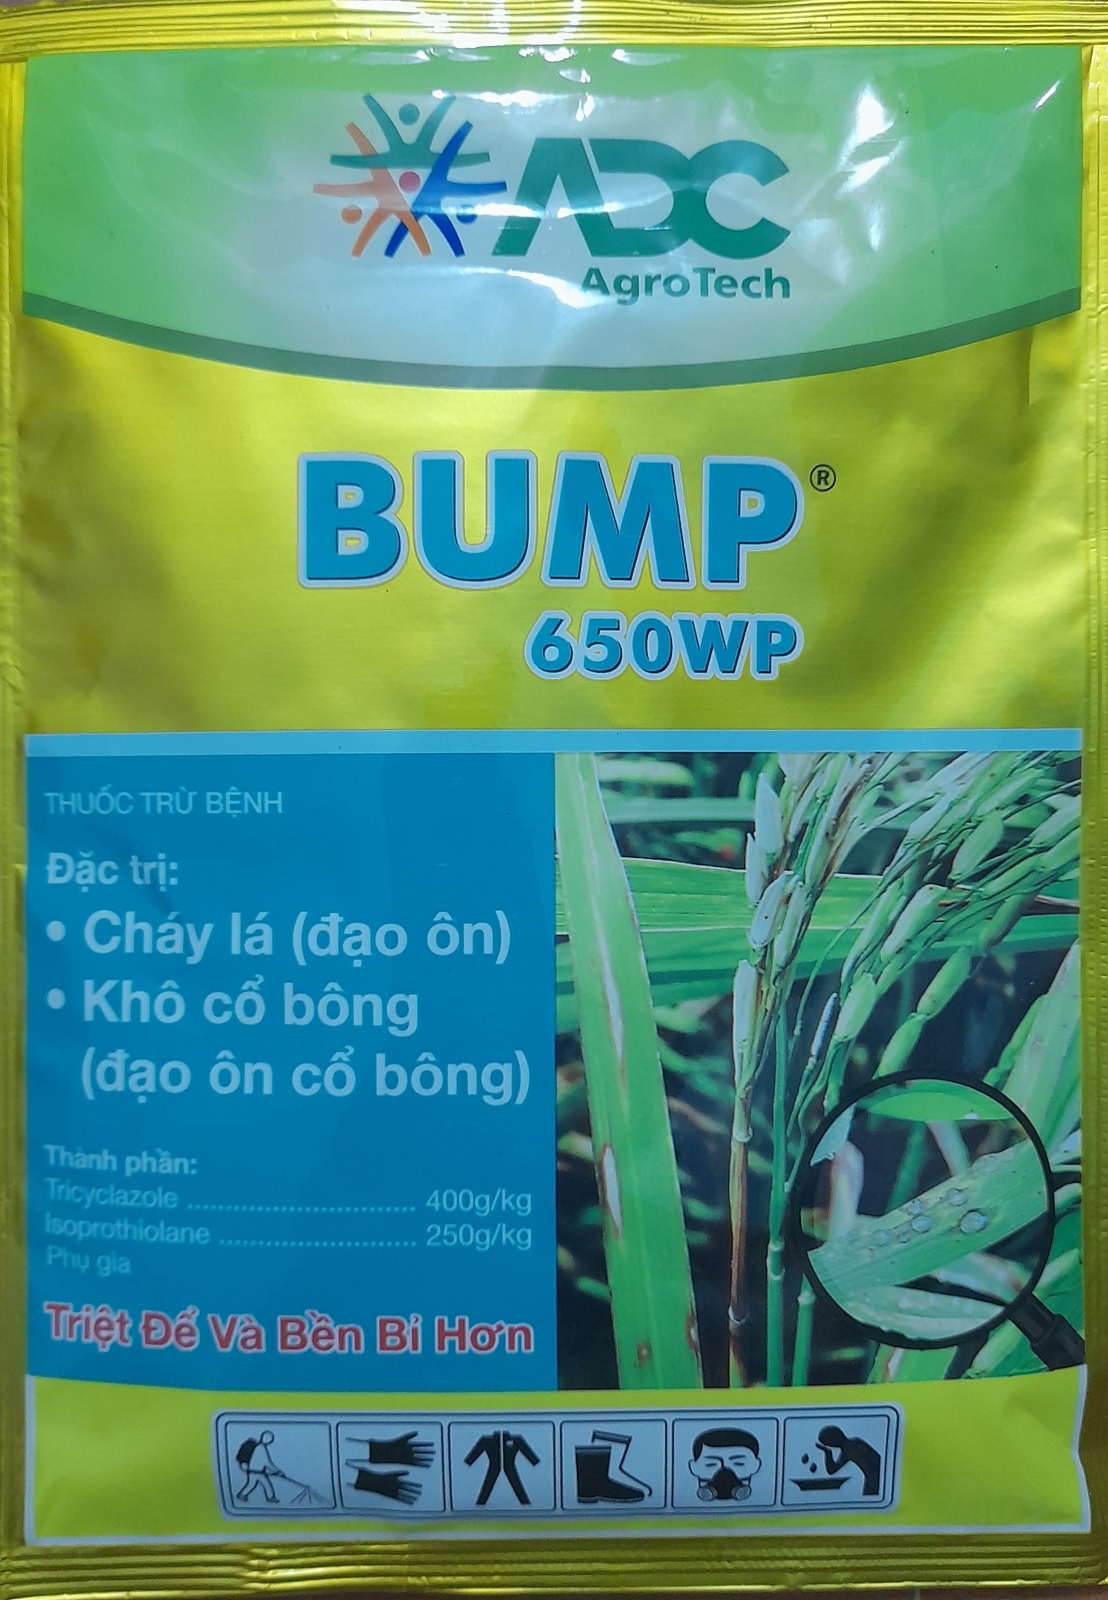 ADC
AgroTech
BUMP®
650WP
THUỐC TRỪ BỆNH
Đặc trị:
• Cháy lá (đạo ôn)
• Khô cổ bông
(đạo ôn cổ bông)
Thành phần:
Tricyclazole .............................. 400g/kg
Isoprothiolane .......................... 250g/kg
Phụ gia
Triệt Để Và Bền Bỉ Hơn